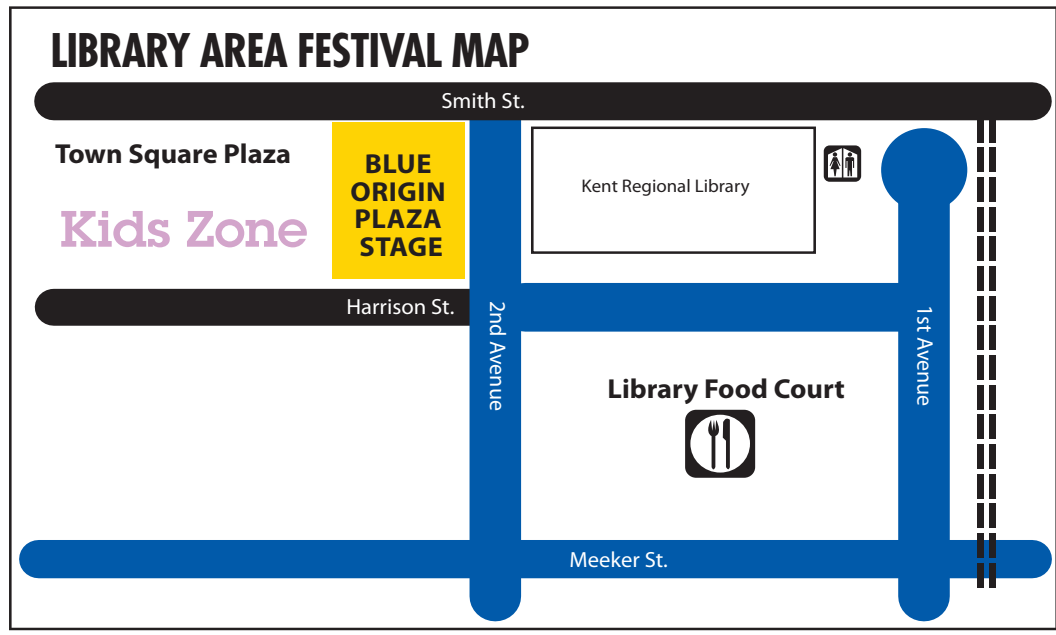 LIBRARY AREA FESTIVAL MAP
Smith St.
Town Square Plaza
Kids Zone
BLUE
ORIGIN
PLAZA
STAGE
Kent Regional Library
Harrison St.
2nd Avenue
1st Avenue
Library Food Court
Meeker St.